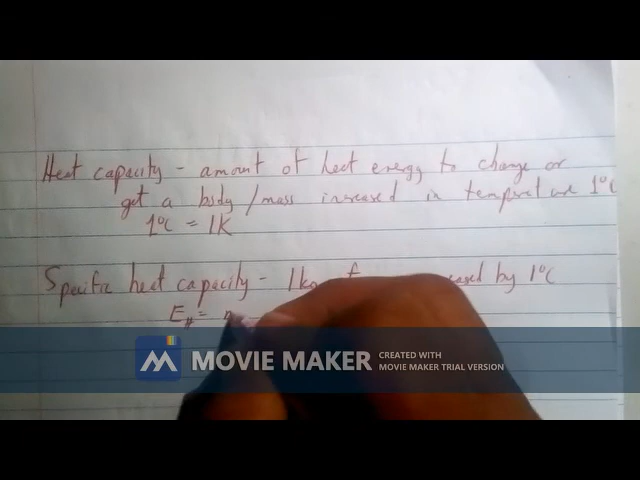 Heat capacity - amount of heat energy to change or
get a body/mass increased in temperature 1°C
1°C = 1K
Specific heat capacity - 1kg by 1°C
E_H =
MOVIE MAKER
CREATED WITH
MOVIE MAKER TRIAL VERSION